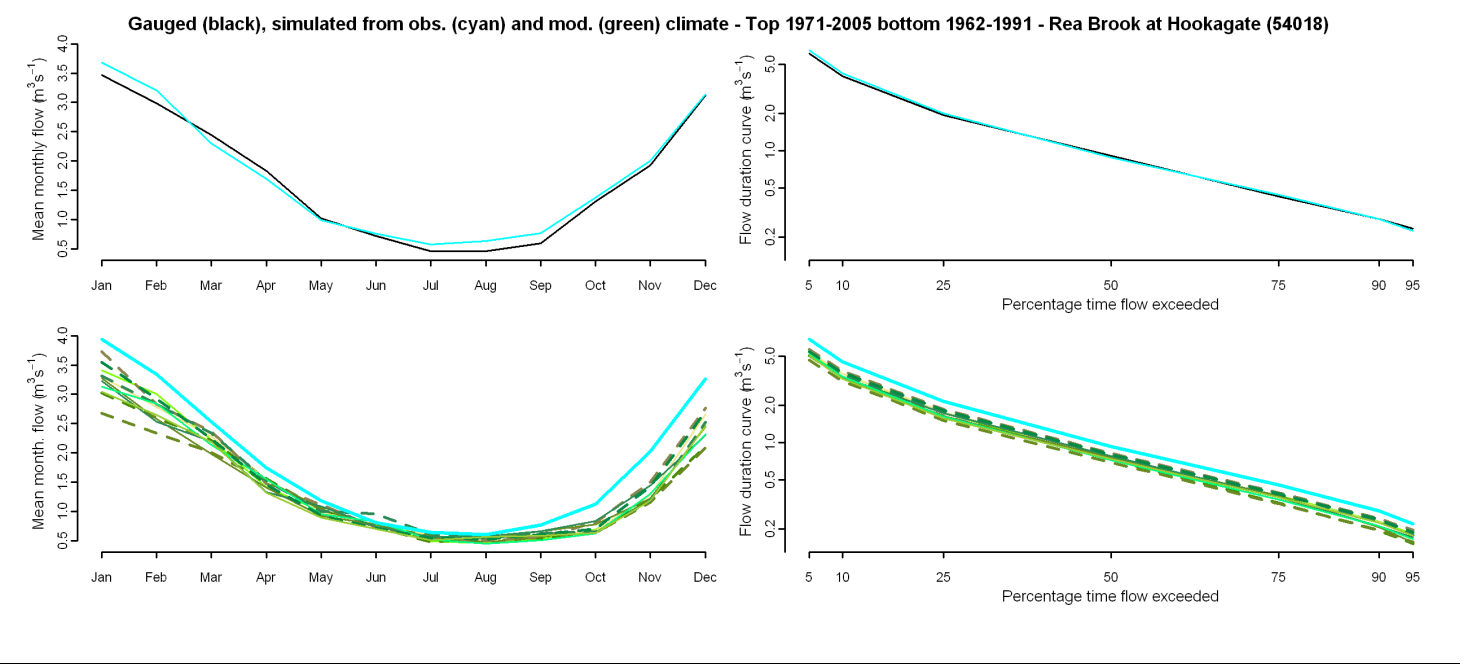 Gauged (black), simulated from obs. (cyan) and mod. (green) climate - Top 1971-2005 bottom 1962-1991 - Rea Brook at Hookagate (54018)
Mean monthly flow (m³s⁻¹)
4.0
3.5
3.0
2.5
2.0
1.5
1.0
0.5
Jan Feb Mar Apr May Jun Jul Aug Sep Oct Nov Dec
Flow duration curve (m³s⁻¹)
5.0
2.0
1.0
0.5
0.2
5 10 25 50 75 90 95
Percentage time flow exceeded
Mean month. flow (m³s⁻¹)
4.0
3.5
3.0
2.5
2.0
1.5
1.0
0.5
Jan Feb Mar Apr May Jun Jul Aug Sep Oct Nov Dec
Flow duration curve (m³s⁻¹)
5.0
2.0
1.0
0.5
0.2
5 10 25 50 75 90 95
Percentage time flow exceeded